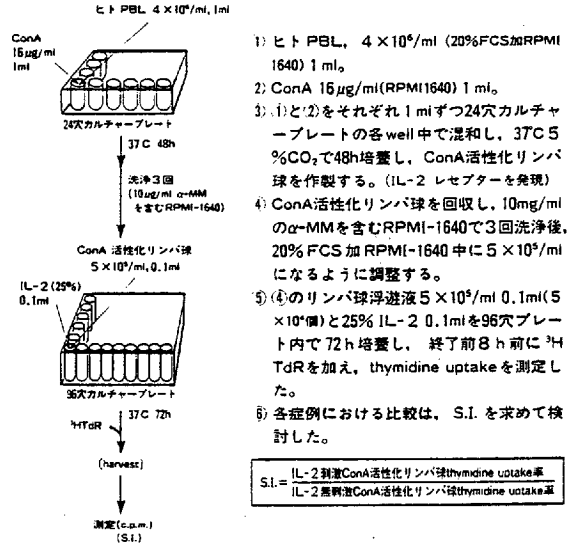 ヒト PBL 4×10⁶/ml, 1ml
ConA
16μg/ml
1ml
24穴カルチャープレート
37℃ 48h
洗浄3回
(10μg/ml α-MM
を含むRPMI-1640)
ConA 活性化リンパ球
5×10⁵/ml, 0.1ml
IL-2 (25%)
0.1ml
96穴カルチャープレート
37℃ 72h
³HTdR
(harvest)
測定(c.p.m.)
(S.I.)
1) ヒト PBL, 4×10⁶/ml (20%FCS加RPMI
1640) 1 ml。
2) ConA 16μg/ml(RPMI1640) 1 ml。
3) ①と②をそれぞれ1mlずつ24穴カルチャ
ープレートの各well中で混和し, 37℃ 5
%CO₂で48h培養し, ConA活性化リンパ
球を作製する。(IL-2 レセプターを発現)
4) ConA活性化リンパ球を回収し, 10mg/ml
のα-MMを含むRPMI-1640で3回洗浄後,
20%FCS加RPMI-1640中に5×10⁵/ml
になるように調整する。
5) ④のリンパ球浮遊液5×10⁵/ml 0.1ml(5
×10⁴個)と25% IL-2 0.1mlを96穴プレー
ト内で72h培養し, 終了前8h前に³H
TdRを加え, thymidine uptakeを測定し
た。
6) 各症例における比較は, S.I. を求めて検
討した。
S.I.= IL-2刺激ConA活性化リンパ球thymidine uptake率
IL-2無刺激ConA活性化リンパ球thymidine uptake率